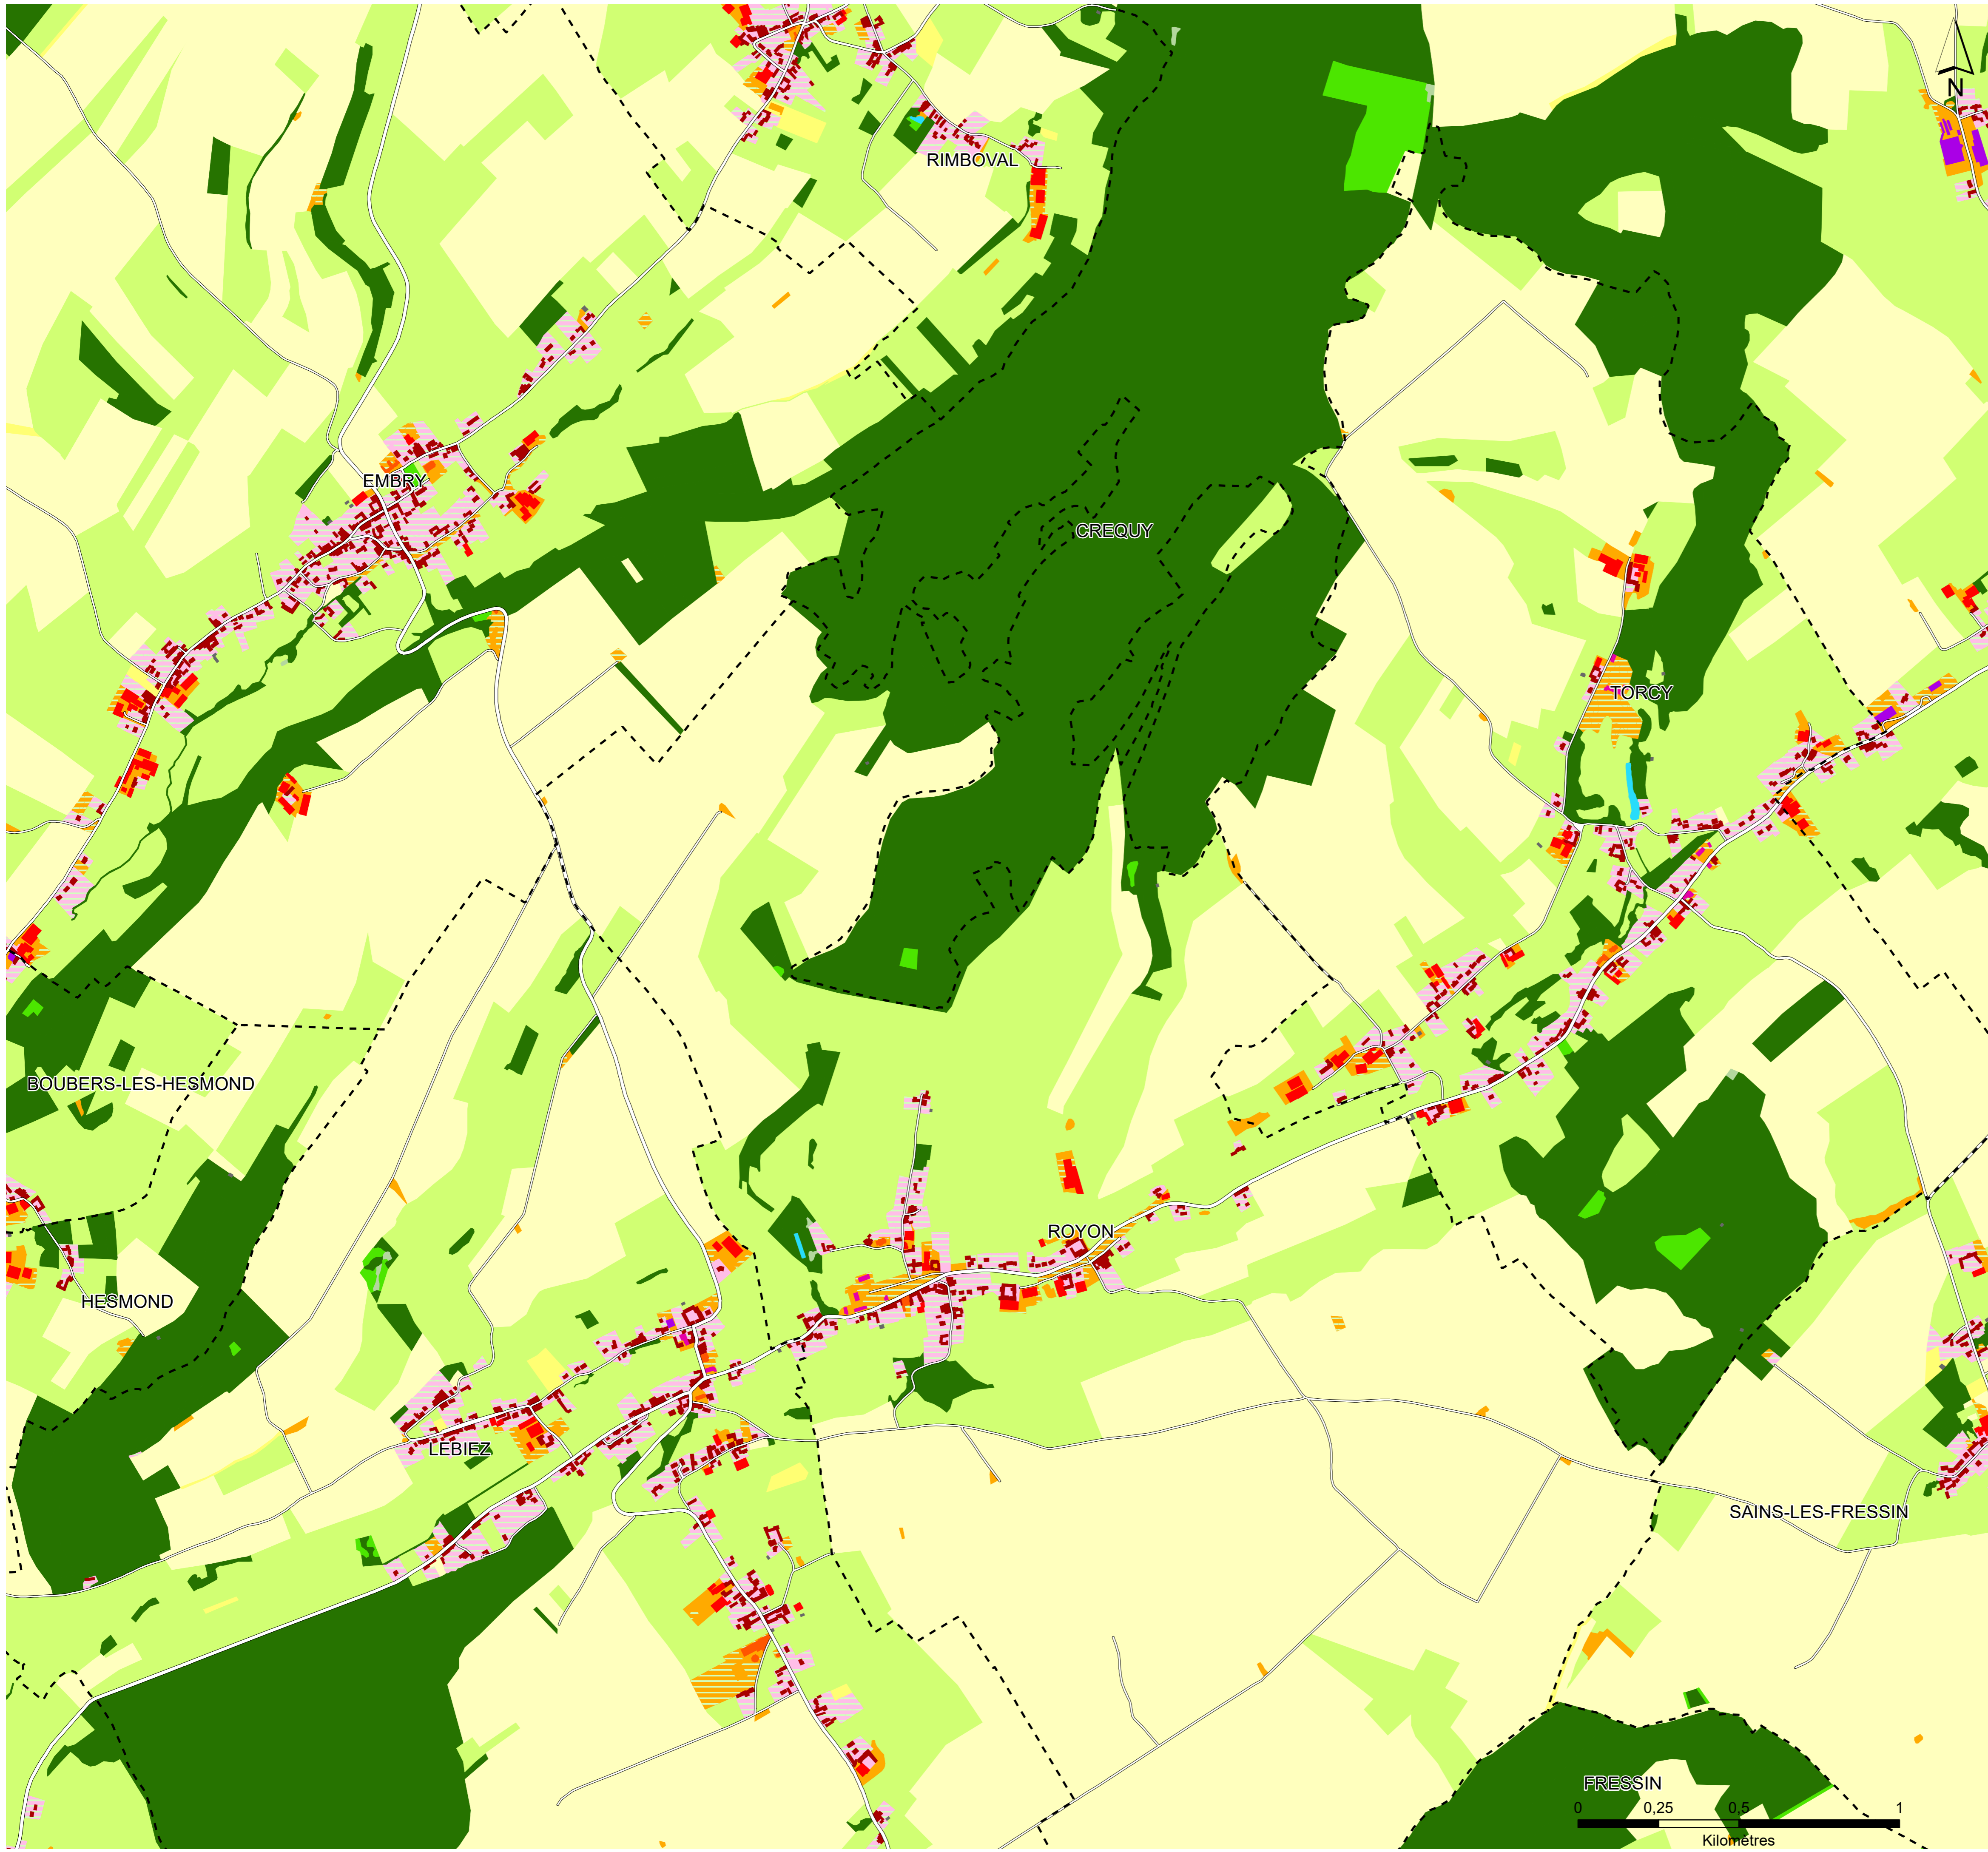 N
RIMBOVAL
EMBRY
CREQUY
TORCY
BOUBERS-LES-HESMOND
ROYON
HESMOND
LEBIEZ
SAINS-LES-FRESSIN
FRESSIN
0 0,25 0,5 1
Kilomètres